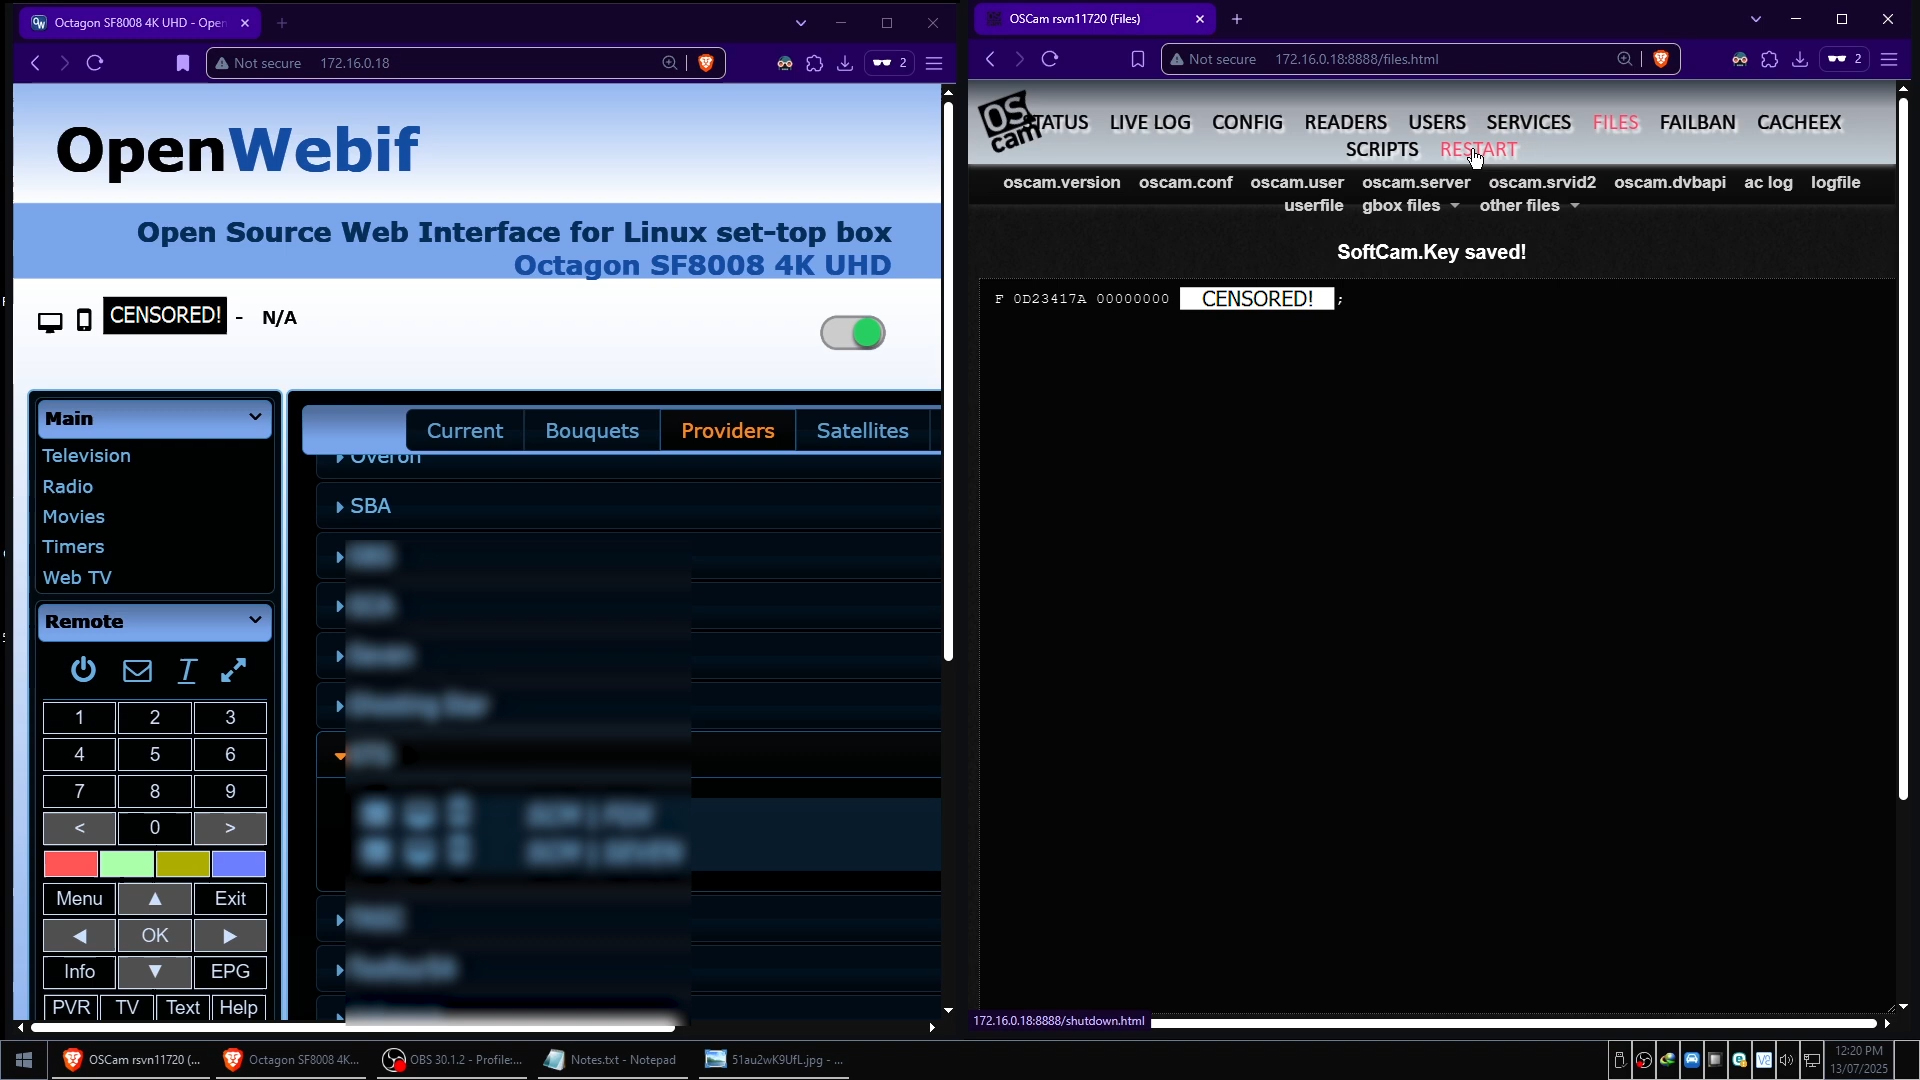 Octagon SF8008 4K UHD - Open
Not secure 172.16.0.18
2
OpenWebif
Open Source Web Interface for Linux set-top box
Octagon SF8008 4K UHD
CENSORED! - N/A
Main
Television
Radio
Movies
Timers
Web TV
Remote
1 2 3
4 5 6
7 8 9
< 0 >
Menu ▲ Exit
◀ OK ▶
Info ▼ EPG
PVR TV Text Help
Current Bouquets Providers Satellites
Overon
SBA
OSCam rsvn11720 (Files)
Not secure 172.16.0.18:8888/files.html
2
OScam
STATUS LIVE LOG CONFIG READERS USERS SERVICES FILES FAILBAN CACHEEX
SCRIPTS RESTART
oscam.version oscam.conf oscam.user oscam.server oscam.srvid2 oscam.dvbapi ac log logfile
userfile gbox files other files
SoftCam.Key saved!
F 0D23417A 00000000 CENSORED! ;
172.16.0.18:8888/shutdown.html
OSCam rsvn11720 (...
Octagon SF8008 4K...
OBS 30.1.2 - Profile:...
Notes.txt - Notepad
51au2wK9UfL.jpg - ...
12:20 PM
13/07/2025